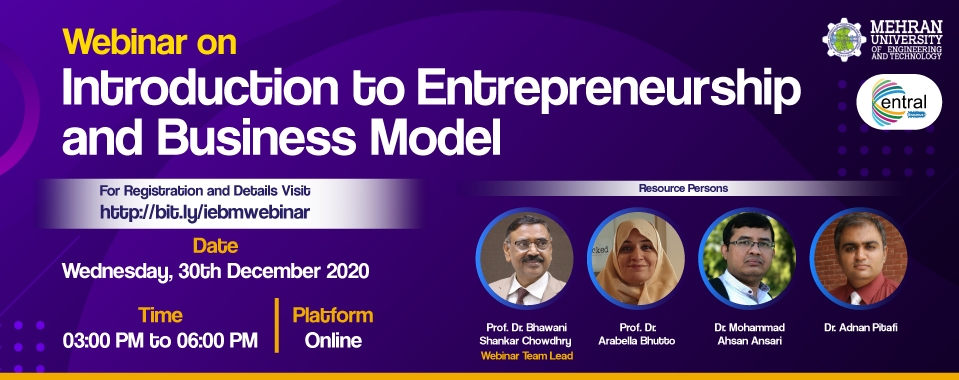 Webinar on
Introduction to Entrepreneurship
and Business Model
MEHRAN
UNIVERSITY
OF ENGINEERING
AND TECHNOLOGY
Central
For Registration and Details Visit
http://bit.ly/iebmwebinar
Date
Wednesday, 30th December 2020
Time
03:00 PM to 06:00 PM
Platform
Online
Resource Persons
Prof. Dr. Bhawani
Shankar Chowdhry
Webinar Team Lead
Prof. Dr.
Arabella Bhutto
Dr. Mohammad
Ahsan Ansari
Dr. Adnan Pitafi